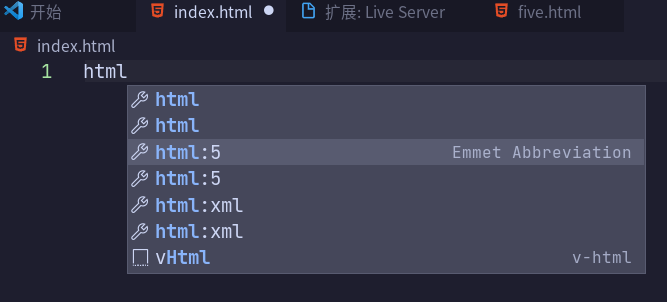 开始 index.html 扩展: Live Server five.html
index.html
1 html
html
html
html:5 Emmet Abbreviation
html:5
html:xml
html:xml
vHtml v-html